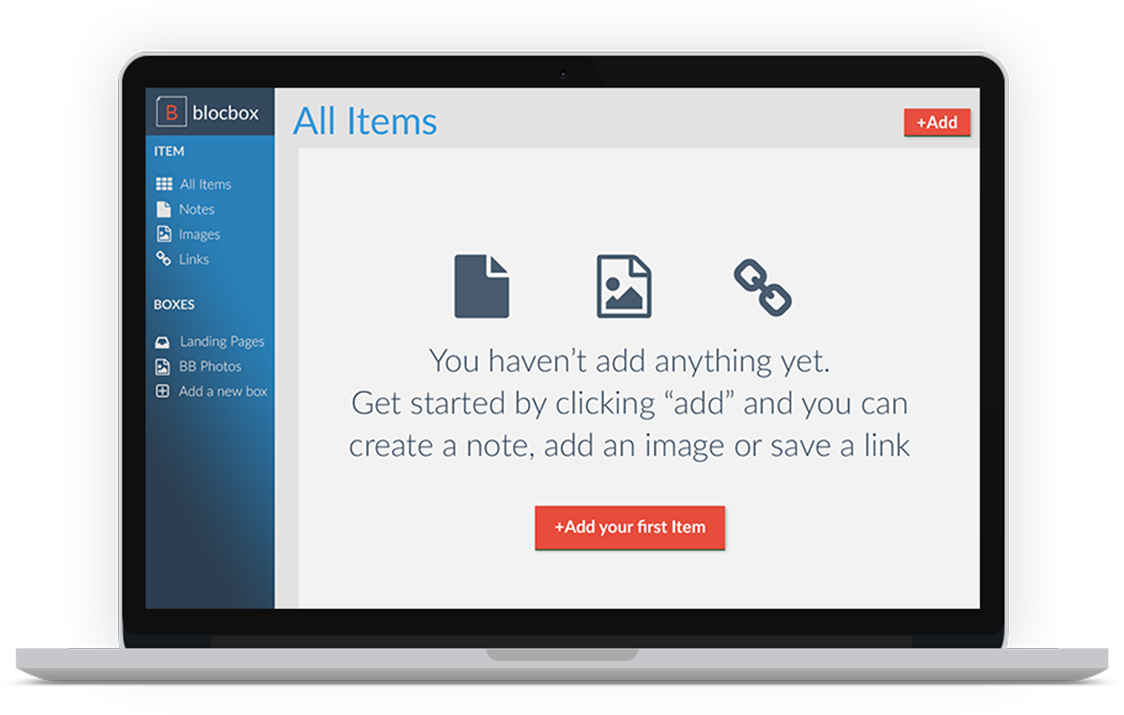 B blocbox
ITEM
All Items
Notes
Images
Links
BOXES
Landing Pages
BB Photos
Add a new box
All Items
+Add
You haven’t add anything yet.
Get started by clicking “add” and you can
create a note, add an image or save a link
+Add your first Item